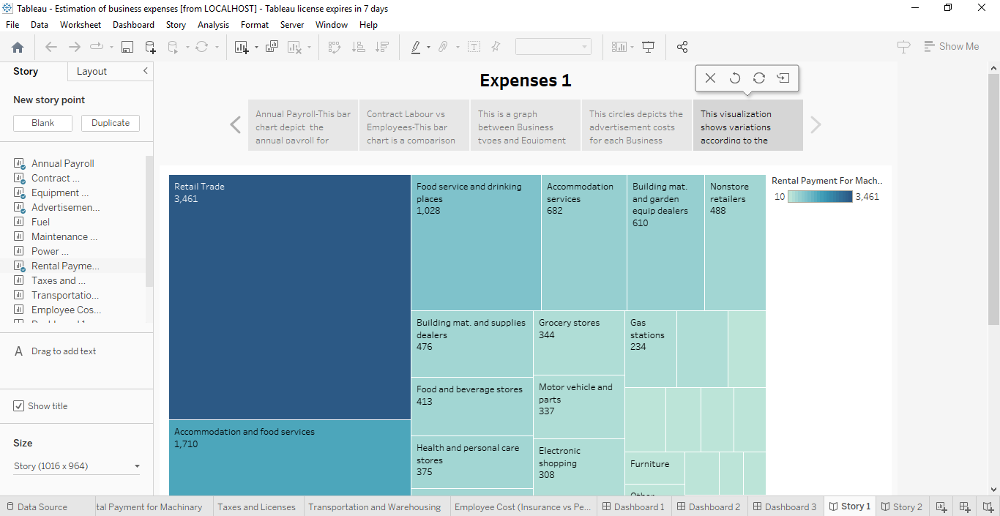 Tableau - Estimation of business expenses [from LOCALHOST] - Tableau license expires in 7 days
File Data Worksheet Dashboard Story Analysis Format Server Window Help
Show Me
Story Layout
New story point
Blank Duplicate
Annual Payroll
Contract ...
Equipment ...
Advertisemen...
Fuel
Maintenance ...
Power ...
Rental Payme...
Taxes and ...
Transportatio...
Employee Cos...
Dashboard 1
A Drag to add text
Show title
Size
Story (1016 x 964)
Expenses 1
Annual Payroll-This bar
chart depict the
annual payroll for
Contract Labour vs
Employees-This bar
chart is a comparison
This is a graph
between Business
types and Equipment
This circles depicts the
advertisement costs
for each Business
This visualization
shows variations
according to the
Retail Trade
3,461
Accommodation and food services
1,710
Food service and drinking
places
1,028
Accommodation
services
682
Building mat.
and garden
equip dealers
610
Nonstore
retailers
488
Building mat. and supplies
dealers
476
Food and beverage stores
413
Health and personal care
stores
375
Grocery stores
344
Motor vehicle and
parts
337
Electronic
shopping
308
Gas
stations
234
Furniture
Other
Rental Payment For Mach..
10 3,461
Data Source tal Payment for Machinery Taxes and Licenses Transportation and Warehousing Employee Cost (Insurance vs Pe... Dashboard 1 Dashboard 2 Dashboard 3 Story 1 Story 2